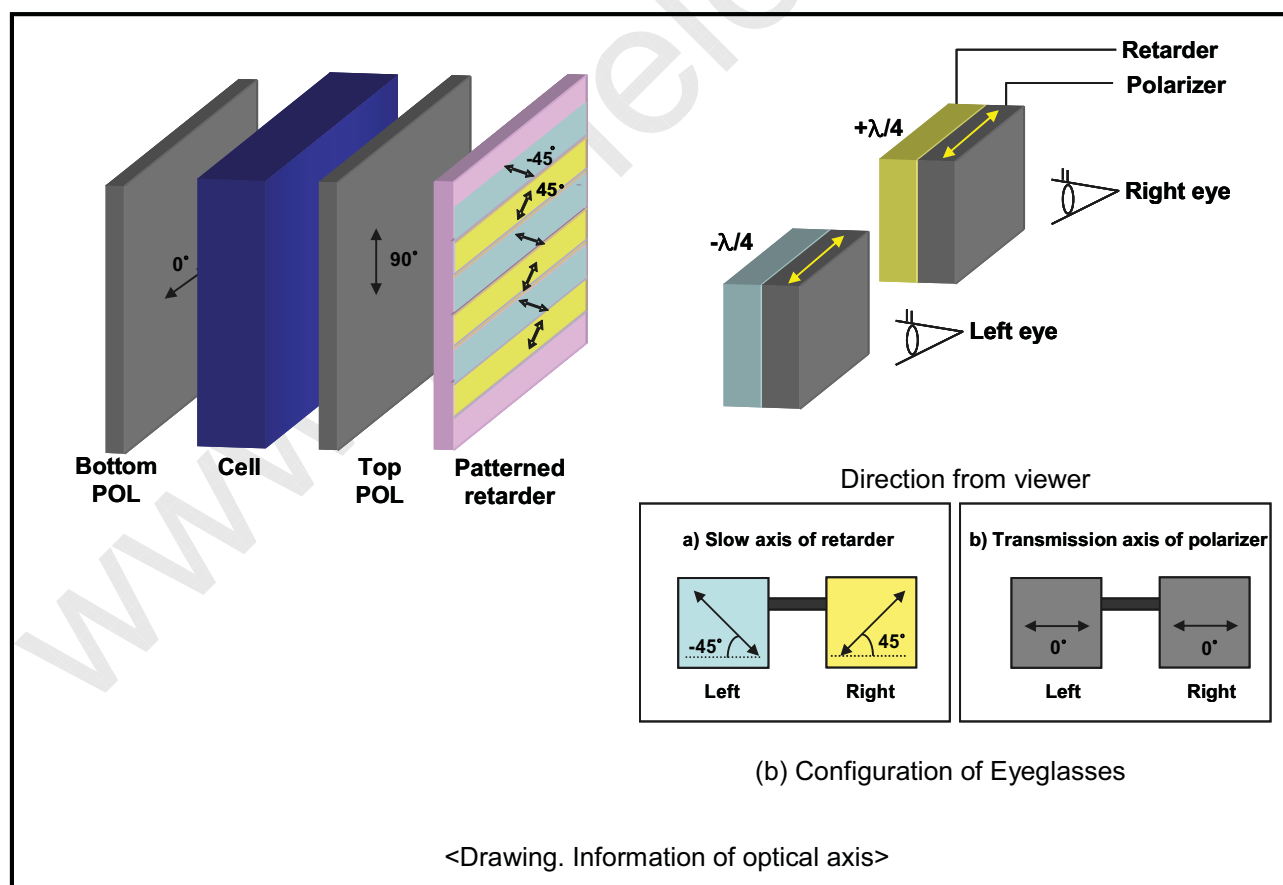 Retarder
Polarizer
+λ/4
Right eye
-λ/4
Left eye
-45°
45°
0°
90°
Bottom
POL
Cell
Top
POL
Patterned
retarder
Direction from viewer
a) Slow axis of retarder
-45°
45°
Left
Right
b) Transmission axis of polarizer
0°
0°
Left
Right
(b) Configuration of Eyeglasses
<Drawing. Information of optical axis>